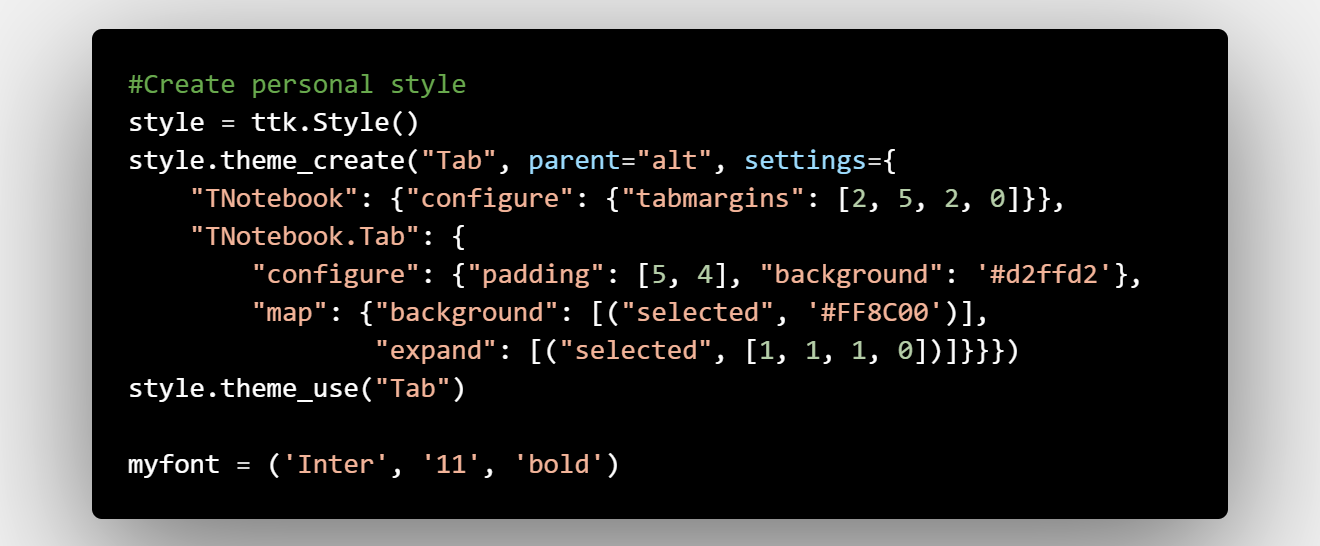 #Create personal style
style = ttk.Style()
style.theme_create("Tab", parent="alt", settings={
    "TNotebook": {"configure": {"tabmargins": [2, 5, 2, 0]}},
    "TNotebook.Tab": {
        "configure": {"padding": [5, 4], "background": '#d2ffd2'},
        "map": {"background": [("selected", '#FF8C00')],
                "expand": [("selected", [1, 1, 1, 0])]}}})
style.theme_use("Tab")

myfont = ('Inter', '11', 'bold')